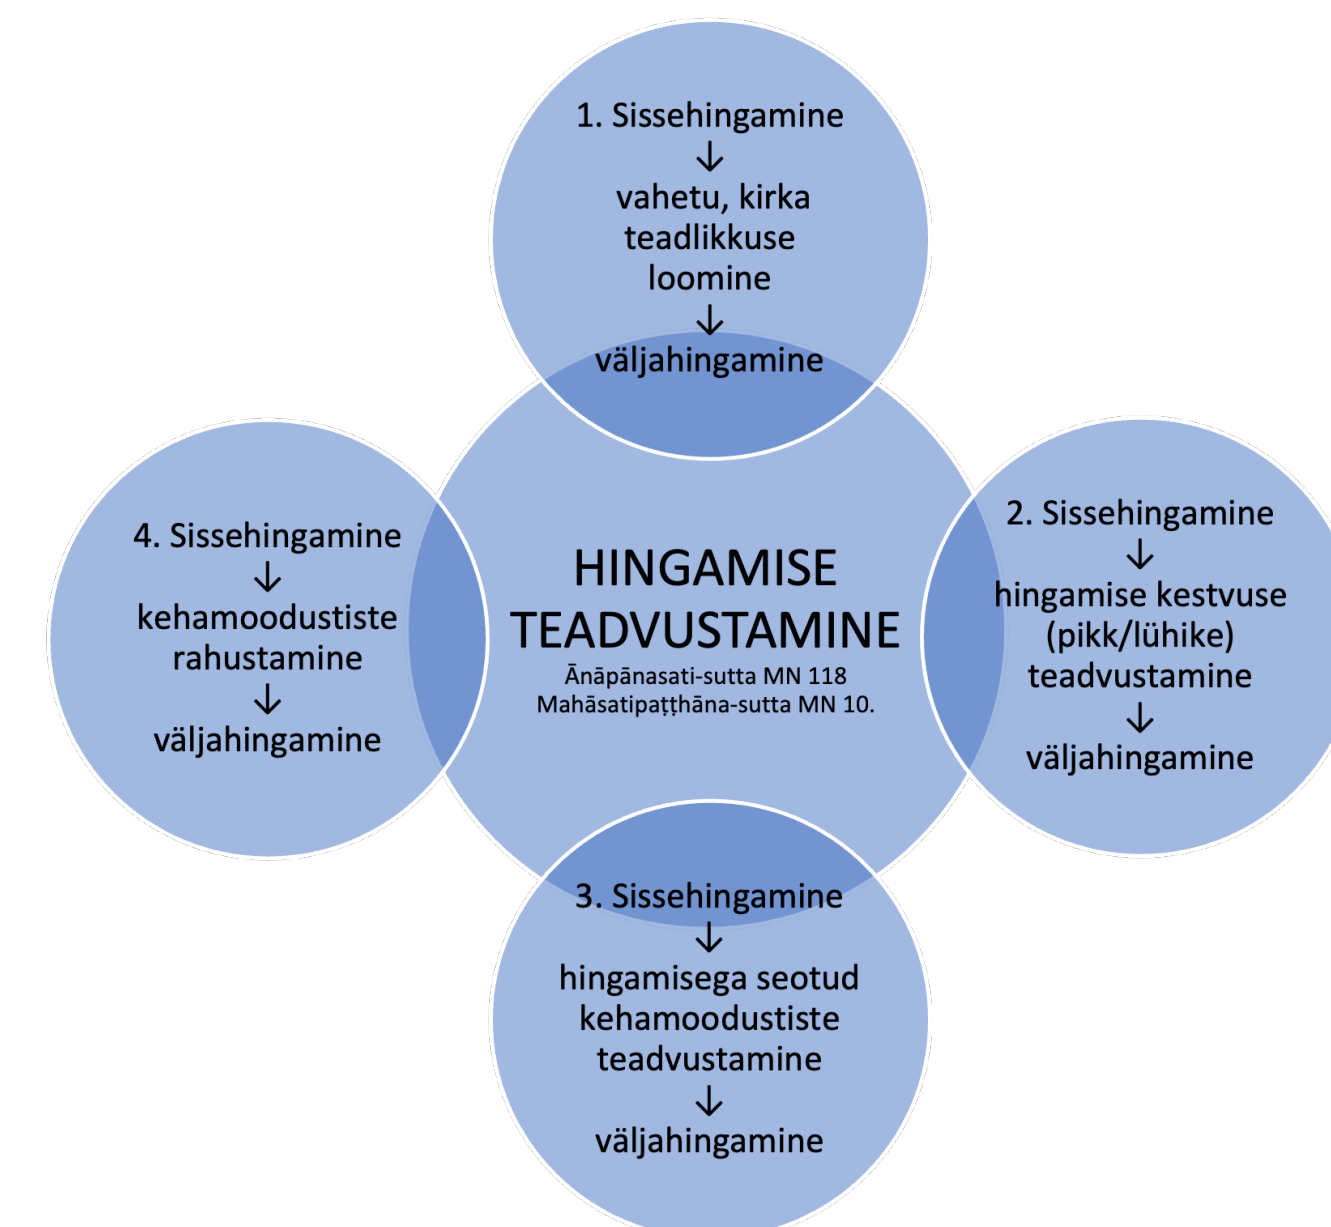 1. Sissehingamine
↓
vahetu, kirka
teadlikkuse
loomine
↓
väljahingamine
HINGAMISE
TEADVUSTAMINE
Ānāpānasati-sutta MN 118
Mahāsatipaṭṭhāna-sutta MN 10.
2. Sissehingamine
↓
hingamise kestvuse
(pikk/lühike)
teadvustamine
↓
väljahingamine
3. Sissehingamine
↓
hingamisega seotud
kehamoodustiste
teadvustamine
↓
väljahingamine
4. Sissehingamine
↓
kehamoodustiste
rahustamine
↓
väljahingamine